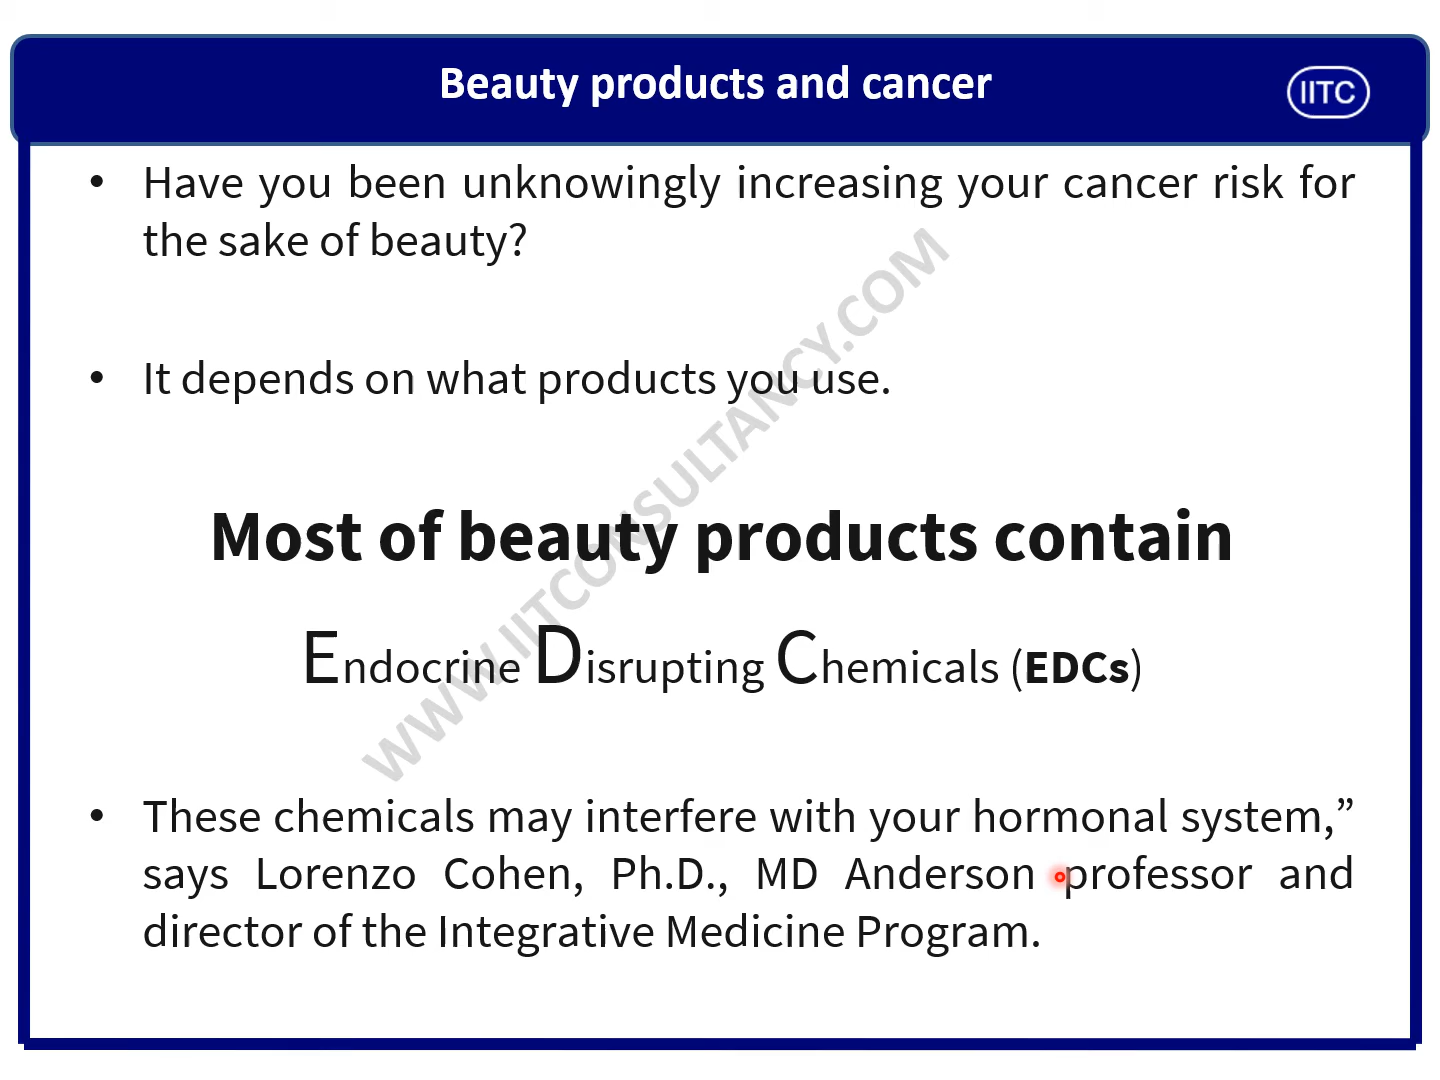 Beauty products and cancer
IITC
• Have you been unknowingly increasing your cancer risk for
the sake of beauty?
• It depends on what products you use.
Most of beauty products contain
Endocrine Disrupting Chemicals (EDCs)
• These chemicals may interfere with your hormonal system,”
says Lorenzo Cohen, Ph.D., MD Anderson professor and
director of the Integrative Medicine Program.
WWW.IITCONSULTANCY.COM